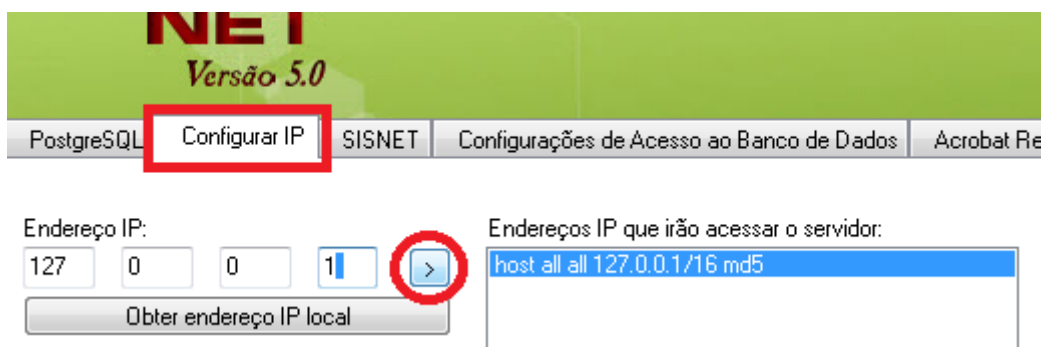 NET
Versão 5.0
PostgreSQL Configurar IP SISNET Configurações de Acesso ao Banco de Dados Acrobat Re
Endereço IP:
127 0 0 1 >
Obter endereço IP local
Endereços IP que irão acessar o servidor:
host all all 127.0.0.1/16 md5